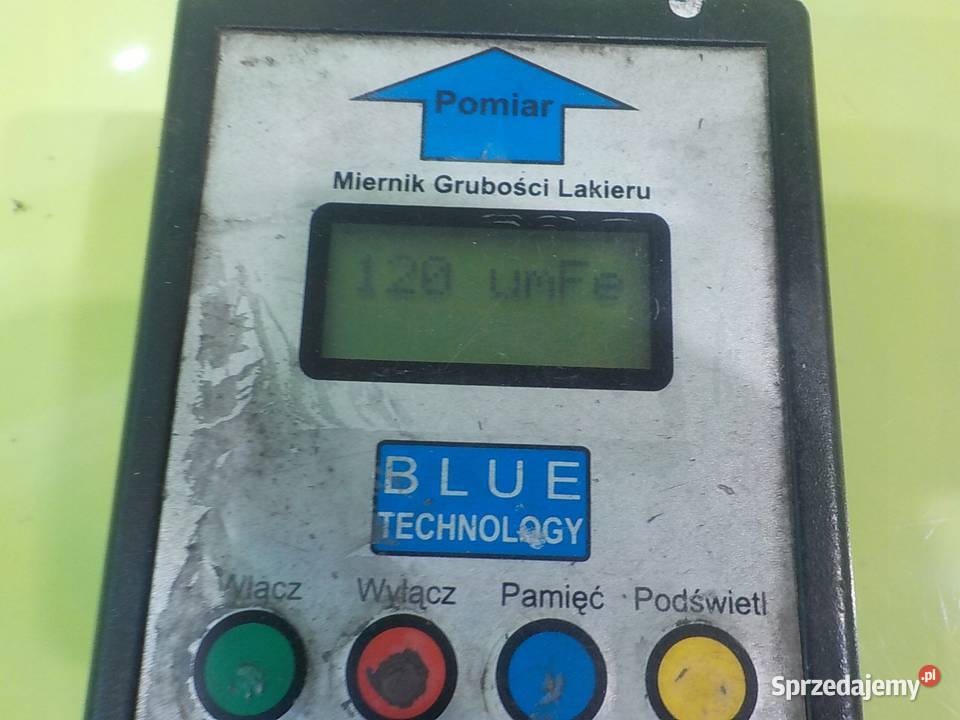 Pomiar
Miernik Grubości Lakieru
120 umFe
BLUE
TECHNOLOGY
Włącz Wyłącz Pamięć Podświetl
Sprzedajemy.pl